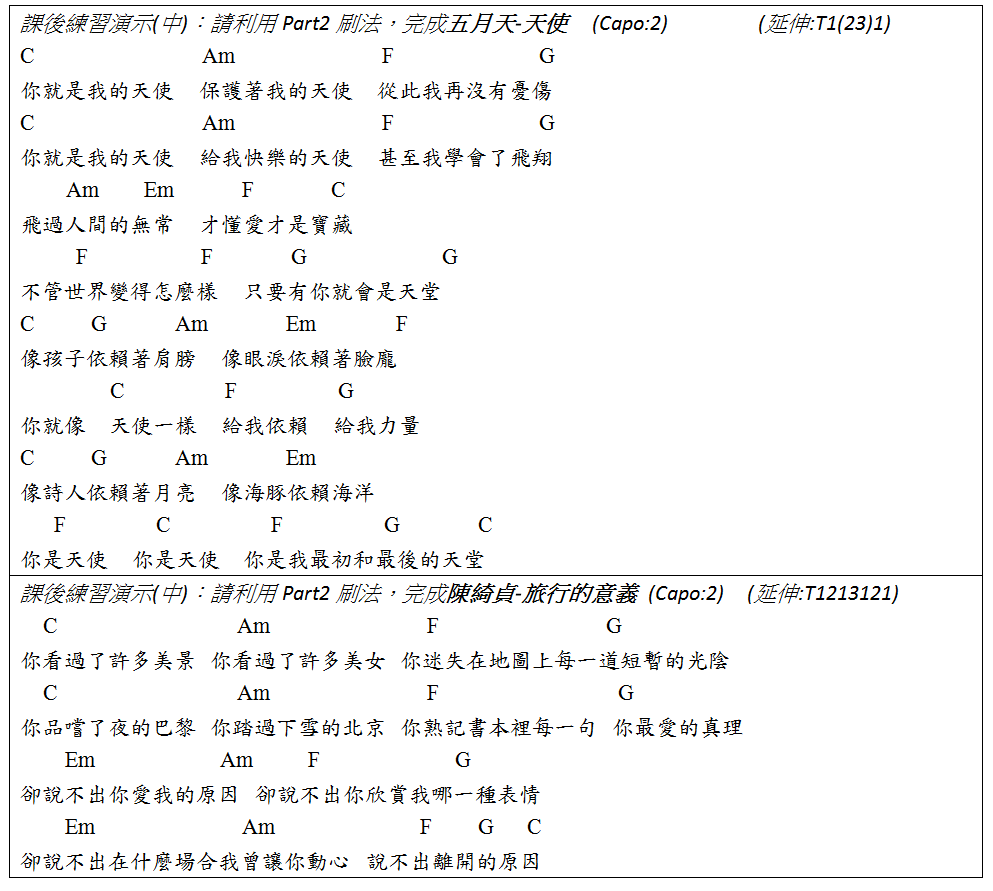 課後練習演示(中)：請利用 Part2 刷法，完成五月天-天使 (Capo:2) (延伸:T1(23)1)
C Am F G
你就是我的天使 保護著我的天使 從此我再沒有憂傷
C Am F G
你就是我的天使 給我快樂的天使 甚至我學會了飛翔
Am Em F C
飛過人間的無常 才懂愛才是寶藏
F F G G
不管世界變得怎麼樣 只要有你就會是天堂
C G Am Em F
像孩子依賴著肩膀 像眼淚依賴著臉龐
C F G
你就像 天使一樣 給我依賴 給我力量
C G Am Em
像詩人依賴著月亮 像海豚依賴海洋
F C F G C
你是天使 你是天使 你是我最初和最後的天堂
課後練習演示(中)：請利用 Part2 刷法，完成陳綺貞-旅行的意義 (Capo:2) (延伸:T1213121)
C Am F G
你看過了許多美景 你看過了許多美女 你迷失在地圖上每一道短暫的光陰
C Am F G
你品嚐了夜的巴黎 你踏過下雪的北京 你熟記書本裡每一句 你最愛的真理
Em Am F G
卻說不出你愛我的原因 卻說不出你欣賞我哪一種表情
Em Am F G C
卻說不出在什麼場合我曾讓你動心 說不出離開的原因